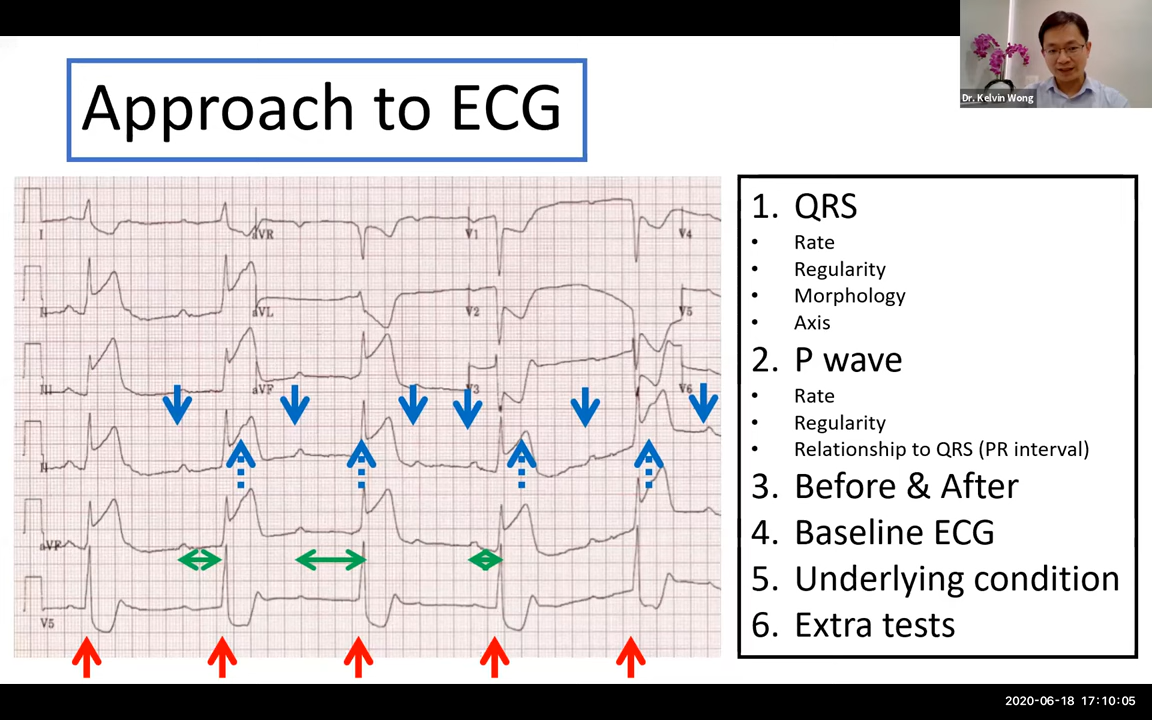 Dr. Kelvin Wong
Approach to ECG
I
aVR
V1
V4
II
aVL
V2
V5
III
aVF
V3
V6
II
aVF
V5
1. QRS
• Rate
• Regularity
• Morphology
• Axis
2. P wave
• Rate
• Regularity
• Relationship to QRS (PR interval)
3. Before & After
4. Baseline ECG
5. Underlying condition
6. Extra tests
2020-06-18 17:10:05